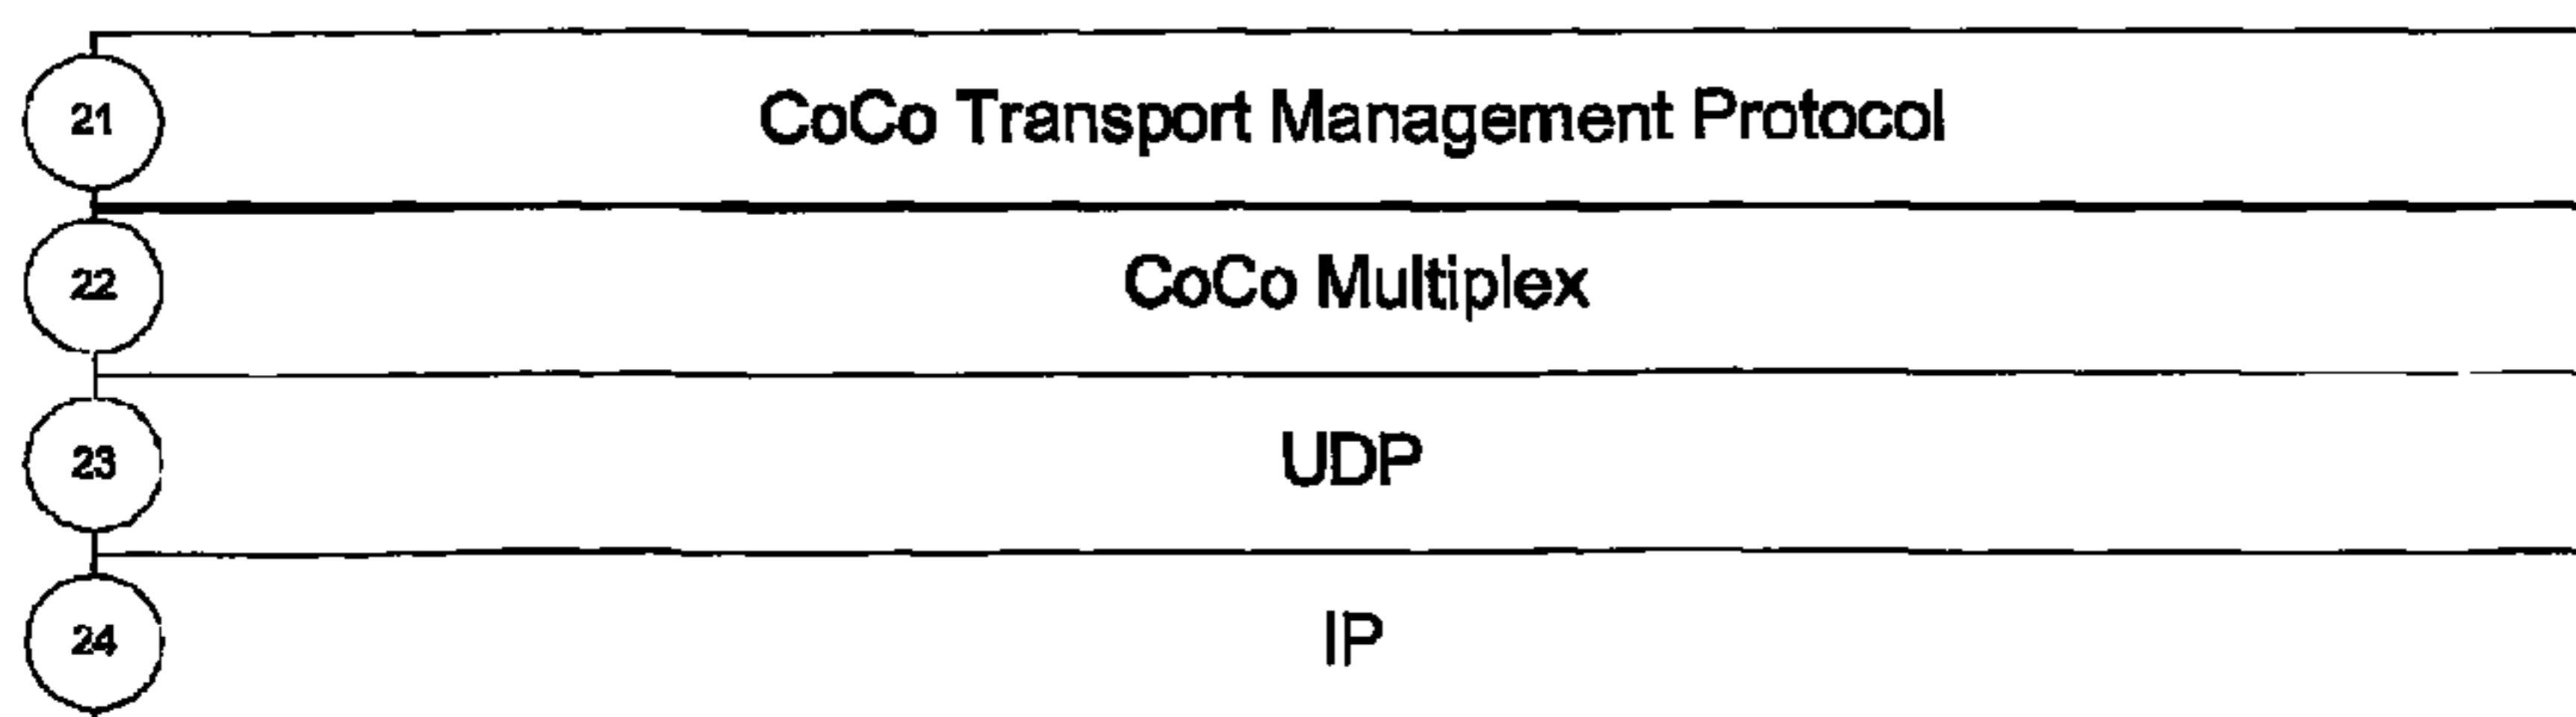 21 CoCo Transport Management Protocol
22 CoCo Multiplex
23 UDP
24 IP